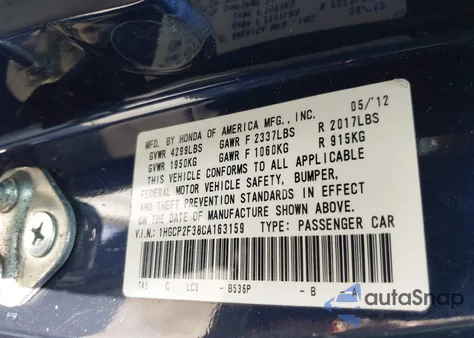 MFD. BY HONDA OF AMERICA MFG., INC. 05/'12
GVWR 4299LBS GAWR F 2337LBS R 2017LBS
GVWR 1950KG GAWR F 1060KG R 915KG
THIS VEHICLE CONFORMS TO ALL APPLICABLE
FEDERAL MOTOR VEHICLE SAFETY, BUMPER,
AND THEFT PREVENTION STANDARDS IN EFFECT
ON THE DATE OF MANUFACTURE SHOWN ABOVE.
V.I.N.: 1HGCP2F38CA163159 TYPE: PASSENGER CAR
C LC5 - B536P - B - A
autoSnap